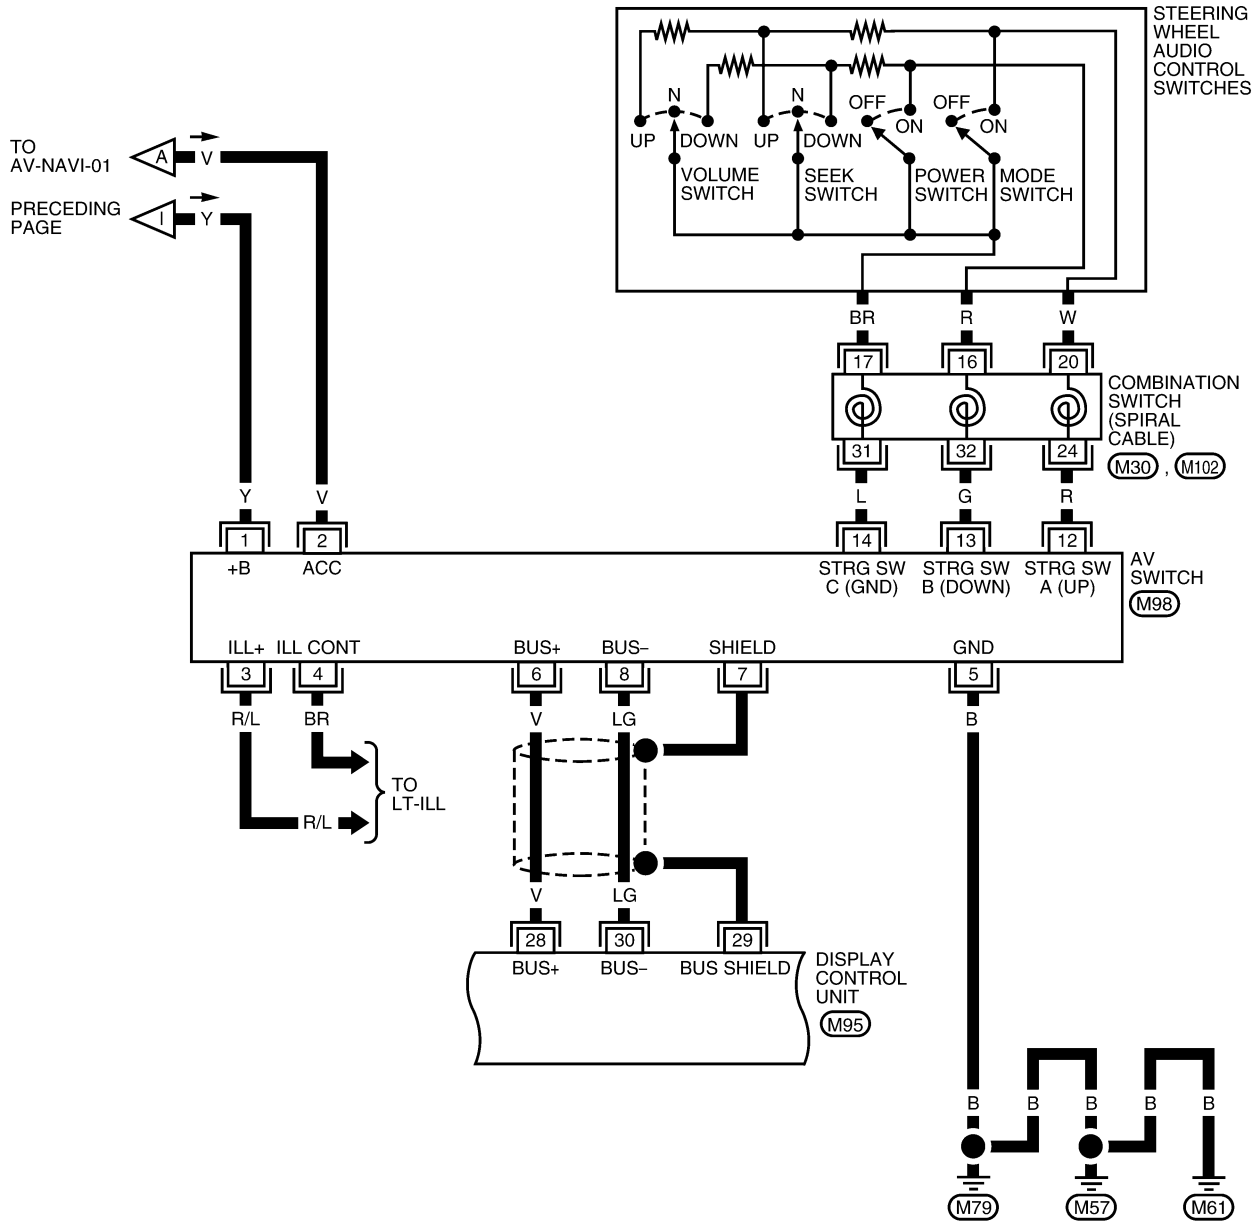 STEERING
WHEEL
AUDIO
CONTROL
SWITCHES
N
N
OFF
OFF
ON
ON
UP
DOWN
UP
DOWN
VOLUME
SWITCH
SEEK
SWITCH
POWER
SWITCH
MODE
SWITCH
TO
AV-NAVI-01
A
V
PRECEDING
PAGE
I
Y
BR
R
W
17
16
20
COMBINATION
SWITCH
(SPIRAL
CABLE)
M30 , M102
31
32
24
Y
V
L
G
R
1
2
14
13
12
+B
ACC
STRG SW
C (GND)
STRG SW
B (DOWN)
STRG SW
A (UP)
AV
SWITCH
M98
ILL+
ILL CONT
BUS+
BUS–
SHIELD
GND
3
4
6
8
7
5
R/L
BR
V
LG
B
TO
LT-ILL
R/L
V
LG
28
30
29
BUS+
BUS–
BUS SHIELD
DISPLAY
CONTROL
UNIT
M95
B
B
B
B
B
M79
M57
M61